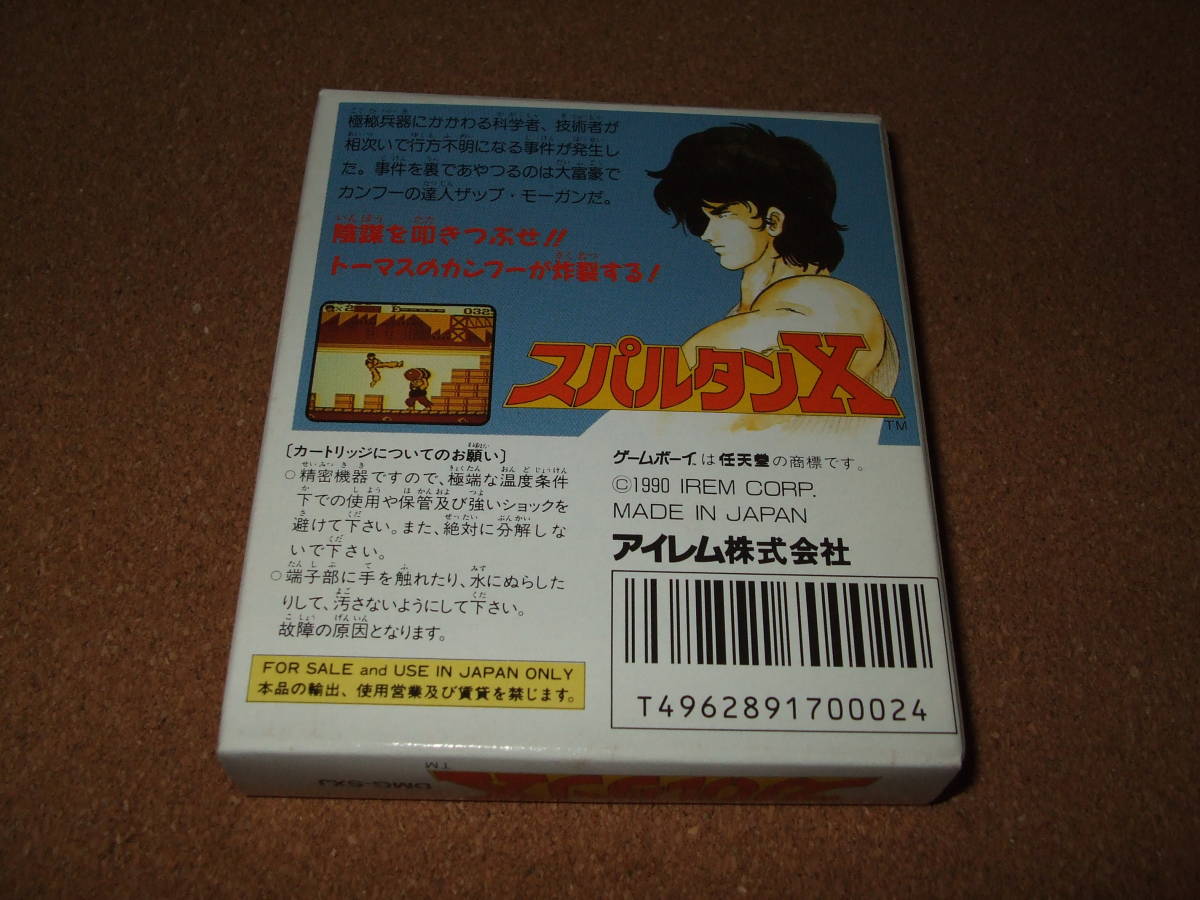 極秘兵器にかかわる科学者、技術者が
相次いで行方不明になる事件が発生し
た。事件を裏であやつるのは大富豪で
カンフーの達人ザップ・モーガンだ。
陰謀を叩きつぶせ!!
トーマスのカンフーが炸裂する!
032
スパルタンX
TM
〔カートリッジについてのお願い〕
○精密機器ですので、極端な温度条件
下での使用や保管及び強いショックを
避けて下さい。また、絶対に分解しな
いで下さい。
○端子部に手を触れたり、水にぬらした
りして、汚さないようにして下さい。
故障の原因となります。
FOR SALE and USE IN JAPAN ONLY
本品の輸出、使用営業及び賃貸を禁じます。
ゲームボーイは任天堂の商標です。
©1990 IREM CORP.
MADE IN JAPAN
アイレム株式会社
T4962891700024
DMG-SXJ
TM
スパルタンX